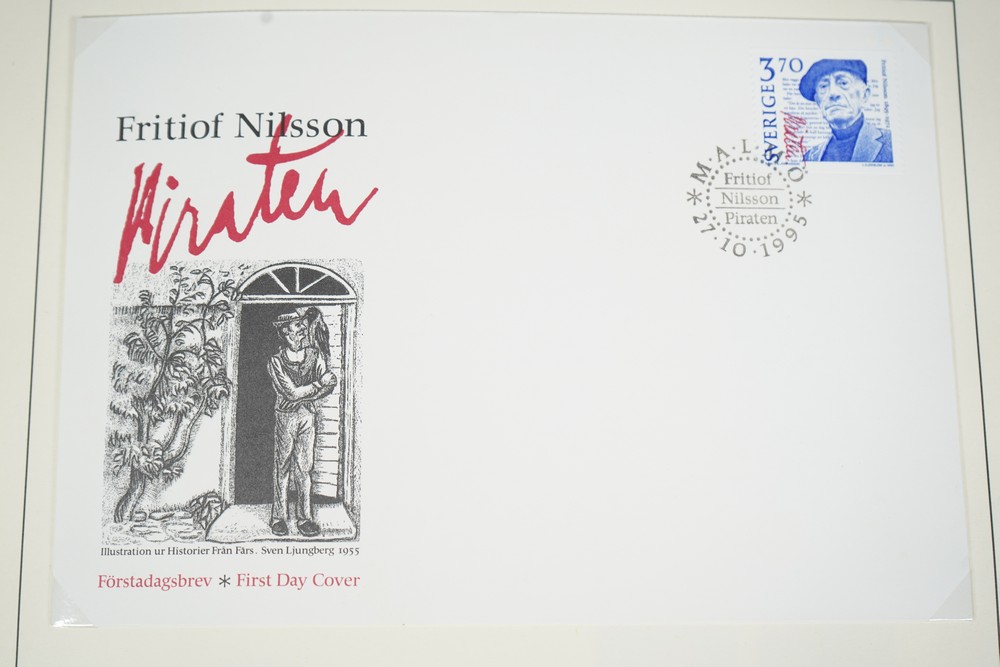 Fritiof Nilsson
Piraten
Illustration ur Historier Från Färs. Sven Ljungberg 1955
Förstadagsbrev * First Day Cover
SVERIGE
3 70
Piraten
M·A·L·M·Ö
Fritiof
Nilsson
Piraten
* 27·10·1995 *